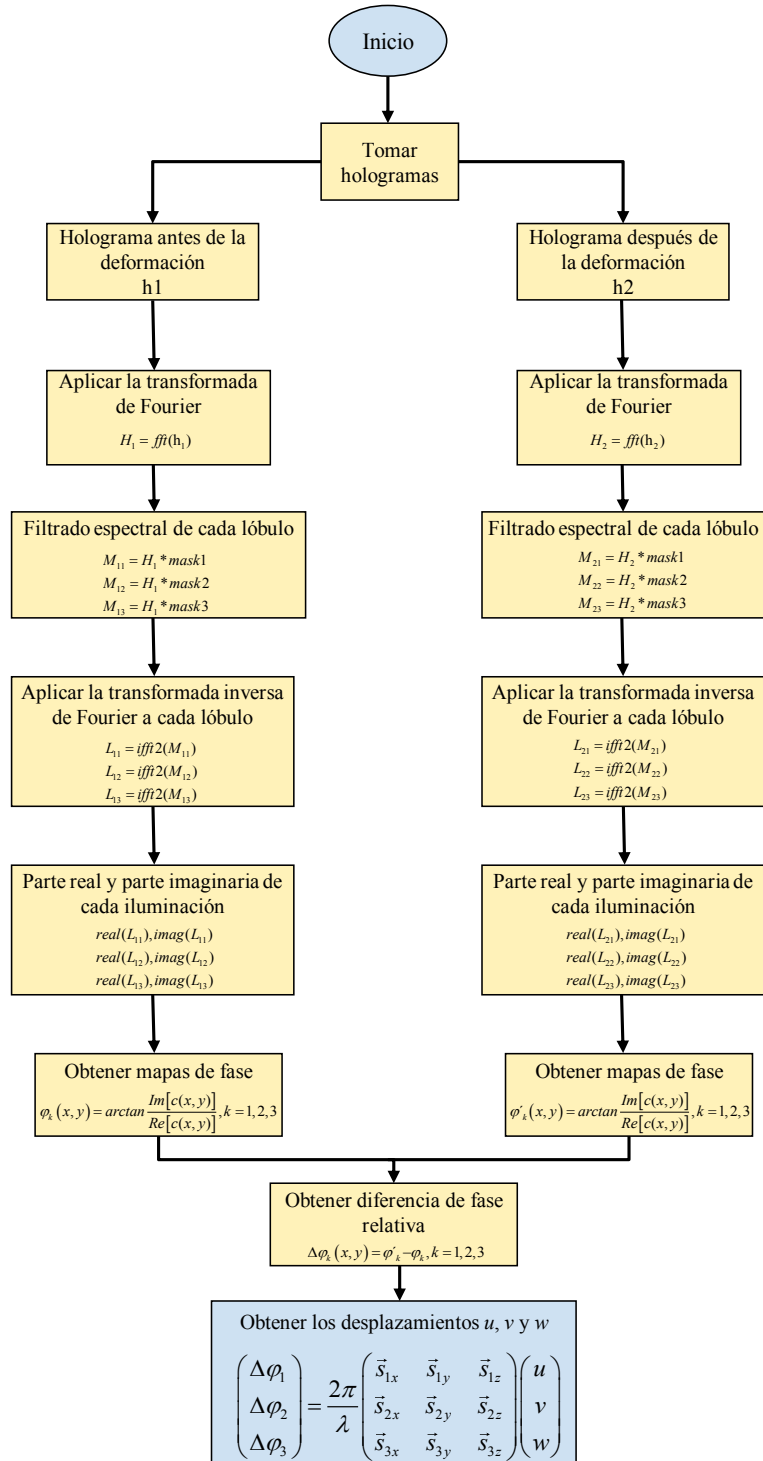 Inicio
Tomar
hologramas
Holograma antes de la
deformación
h1
Aplicar la transformada
de Fourier
H₁ = fft(h₁)
Filtrado espectral de cada lóbulo
M₁₁ = H₁ * mask1
M₁₂ = H₁ * mask2
M₁₃ = H₁ * mask3
Aplicar la transformada inversa
de Fourier a cada lóbulo
L₁₁ = ifft2(M₁₁)
L₁₂ = ifft2(M₁₂)
L₁₃ = ifft2(M₁₃)
Parte real y parte imaginaria de
cada iluminación
real(L₁₁),imag(L₁₁)
real(L₁₂),imag(L₁₂)
real(L₁₃),imag(L₁₃)
Obtener mapas de fase
φₖ(x,y) = arctan Im[c(x,y)] / Re[c(x,y)], k = 1,2,3
Holograma después de
la deformación
h2
Aplicar la transformada
de Fourier
H₂ = fft(h₂)
Filtrado espectral de cada lóbulo
M₂₁ = H₂ * mask1
M₂₂ = H₂ * mask2
M₂₃ = H₂ * mask3
Aplicar la transformada inversa
de Fourier a cada lóbulo
L₂₁ = ifft2(M₂₁)
L₂₂ = ifft2(M₂₂)
L₂₃ = ifft2(M₂₃)
Parte real y parte imaginaria de
cada iluminación
real(L₂₁),imag(L₂₁)
real(L₂₂),imag(L₂₂)
real(L₂₃),imag(L₂₃)
Obtener mapas de fase
φ´ₖ(x,y) = arctan Im[c(x,y)] / Re[c(x,y)], k = 1,2,3
Obtener diferencia de fase
relativa
Δφₖ(x,y) = φ´ₖ − φₖ, k = 1,2,3
Obtener los desplazamientos u, v y w
(Δφ₁) (s⃗₁ₓ s⃗₁y s⃗₁z) (u)
(Δφ₂) = 2π/λ (s⃗₂ₓ s⃗₂y s⃗₂z) (v)
(Δφ₃) (s⃗₃ₓ s⃗₃y s⃗₃z) (w)